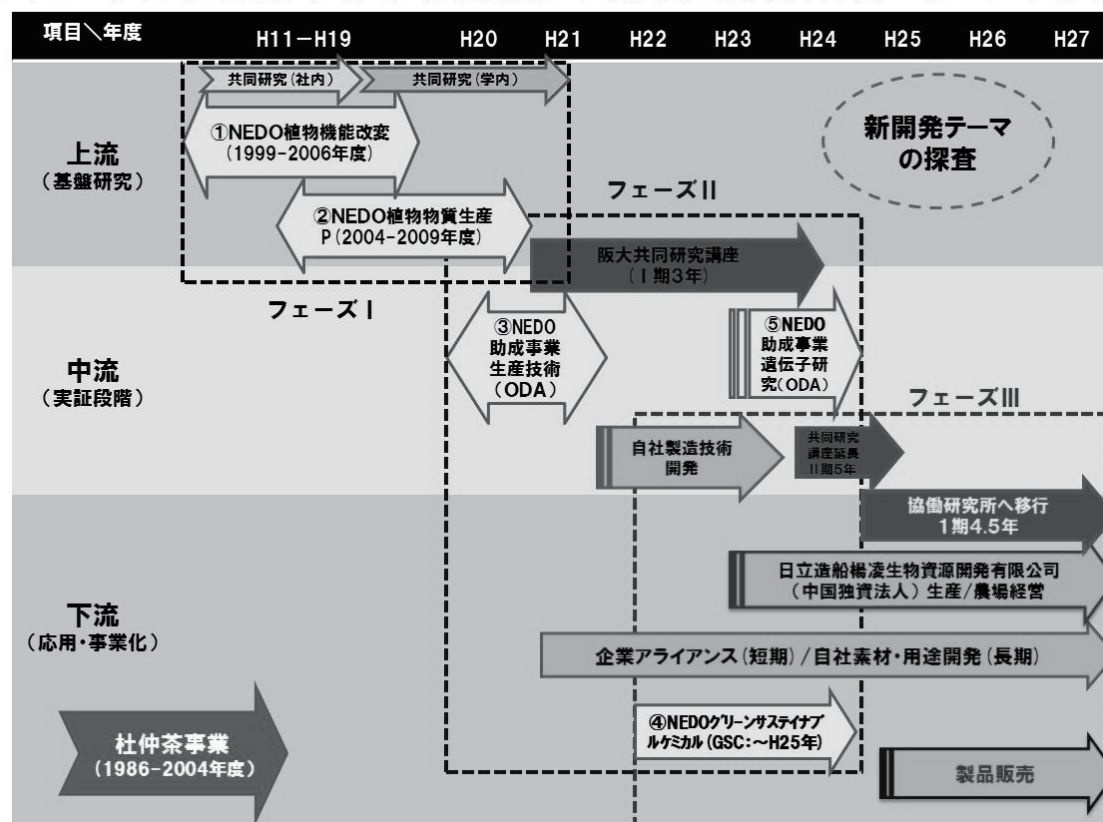 項目＼年度 H11－H19 H20 H21 H22 H23 H24 H25 H26 H27
共同研究（社内）
共同研究（学内）
上流
（基盤研究）
①NEDO植物機能改変
(1999-2006年度)
②NEDO植物物質生産
P(2004-2009年度)
新開発テーマ
の探査
フェーズⅡ
阪大共同研究講座
（Ⅰ期3年）
フェーズⅠ
中流
（実証段階）
③NEDO
助成事業
生産技術
(ODA)
⑤NEDO
助成事業
遺伝子研
究(ODA)
フェーズⅢ
自社製造技術
開発
共同研究
講座延長
Ⅱ期5年
協働研究所へ移行
1期4.5年
下流
（応用・事業化）
日立造船楊凌生物資源開発有限公司
（中国独資法人）生産/農場経営
企業アライアンス（短期）/自社素材・用途開発（長期）
④NEDOグリーンサステイナブ
ルケミカル(GSC:～H25年)
杜仲茶事業
(1986-2004年度)
製品販売